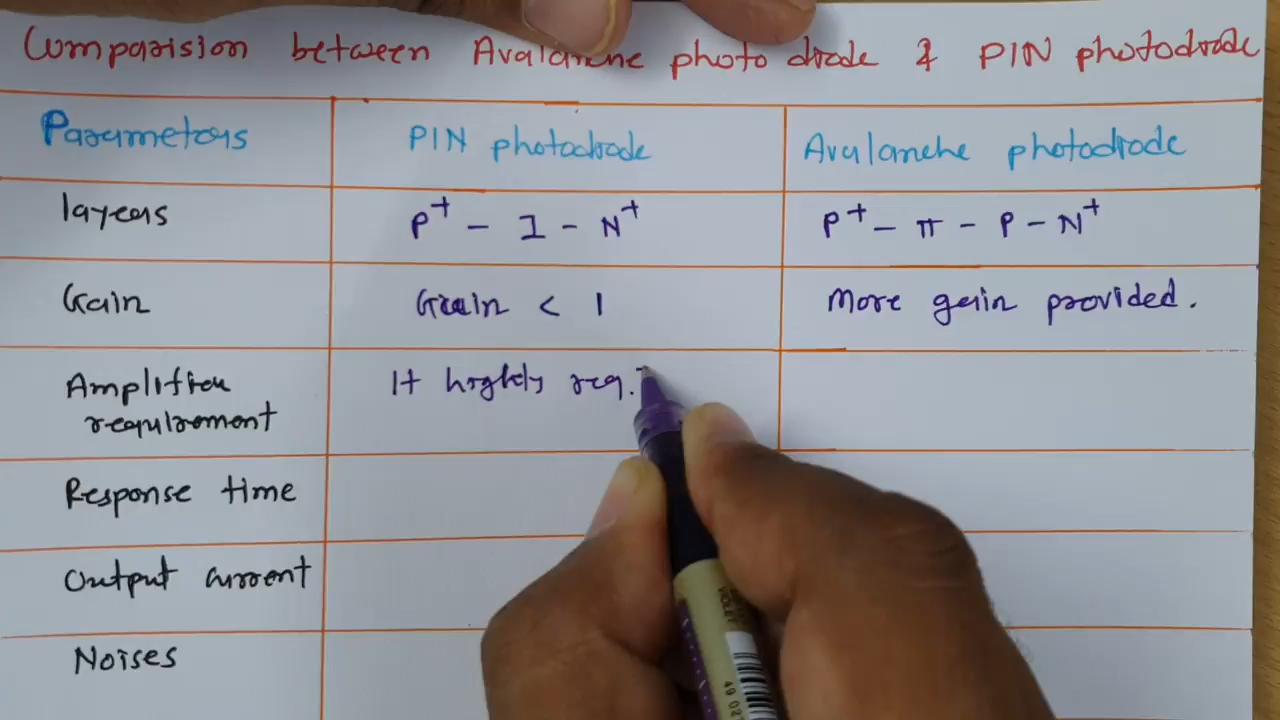 Comparision between Avalanche photo diode & PIN photodiode
Parameters PIN photodiode Avalanche photodiode
layers P+ - I - N+ P+ - π - P - N+
Gain Gain < 1 More gain provided.
Amplifier It highly req.
requirement
Response time
Output current
Noises